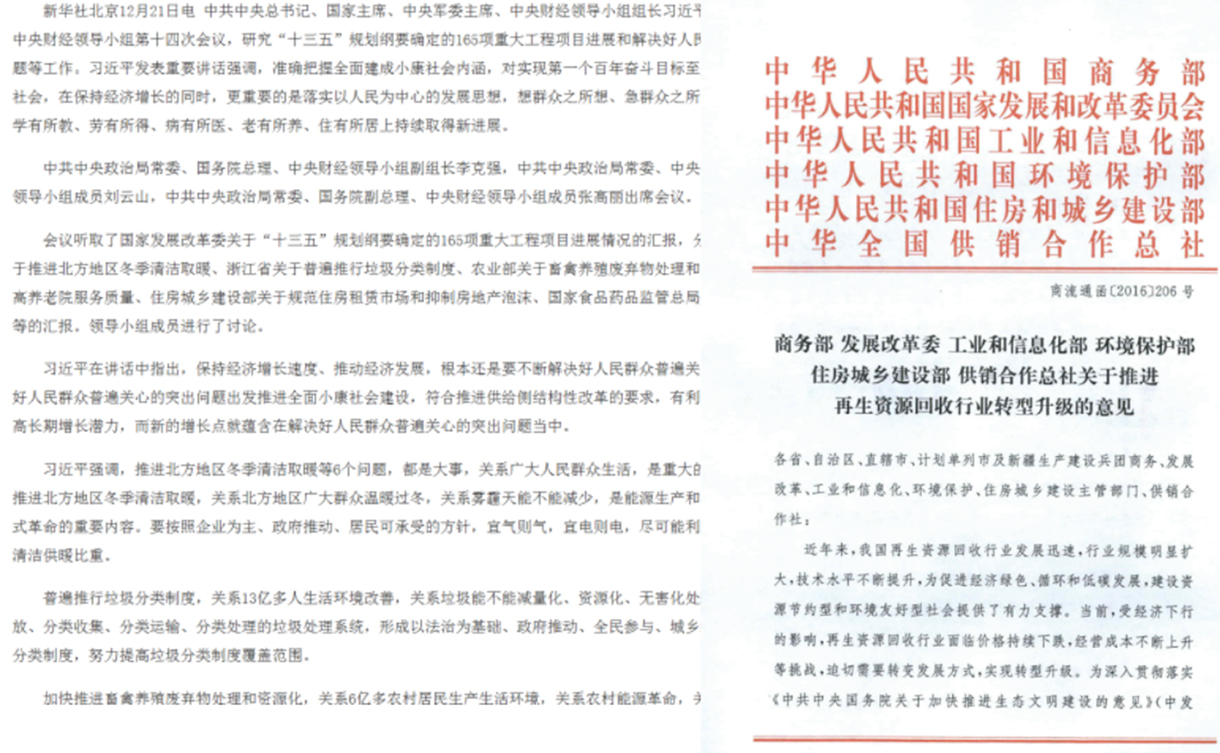 新华社北京12月21日电 中共中央总书记、国家主席、中央军委主席、中央财经领导小组组长习近平
中央财经领导小组第十四次会议，研究“十三五”规划纲要确定的165项重大工程项目进展和解决好人民
题等工作。习近平发表重要讲话强调，准确把握全面建成小康社会内涵，对实现第一个百年奋斗目标至
社会，在保持经济增长的同时，更重要的是落实以人民为中心的发展思想，想群众之所想、急群众之所
学有所教、劳有所得、病有所医、老有所养、住有所居上持续取得新进展。
中共中央政治局常委、国务院总理、中央财经领导小组副组长李克强，中共中央政治局常委、中央
领导小组成员刘云山，中共中央政治局常委、国务院副总理、中央财经领导小组成员张高丽出席会议。
会议听取了国家发展改革委关于“十三五”规划纲要确定的165项重大工程项目进展情况的汇报，分
于推进北方地区冬季清洁取暖、浙江省关于普遍推行垃圾分类制度、农业部关于畜禽养殖废弃物处理和
高养老院服务质量、住房城乡建设部关于规范住房租赁市场和抑制房地产泡沫、国家食品药品监管总局
等的汇报。领导小组成员进行了讨论。
习近平在讲话中指出，保持经济增长速度、推动经济发展，根本还是要不断解决好人民群众普遍关
好人民群众普遍关心的突出问题出发推进全面小康社会建设，符合推进供给侧结构性改革的要求，有利
高长期增长潜力，而新的增长点就蕴含在解决好人民群众普遍关心的突出问题当中。
习近平强调，推进北方地区冬季清洁取暖等6个问题，都是大事，关系广大人民群众生活，是重大的
推进北方地区冬季清洁取暖，关系北方地区广大群众温暖过冬，关系雾霾天能不能减少，是能源生产和
式革命的重要内容。要按照企业为主、政府推动、居民可承受的方针，宜气则气，宜电则电，尽可能利
清洁供暖比重。
普遍推行垃圾分类制度，关系13亿多人生活环境改善，关系垃圾能不能减量化、资源化、无害化处
放、分类收集、分类运输、分类处理的垃圾处理系统，形成以法治为基础、政府推动、全民参与、城乡
分类制度，努力提高垃圾分类制度覆盖范围。
加快推进畜禽养殖废弃物处理和资源化，关系6亿多农村居民生产生活环境，关系农村能源革命，关
中华人民共和国商务部
中华人民共和国国家发展和改革委员会
中华人民共和国工业和信息化部
中华人民共和国环境保护部
中华人民共和国住房和城乡建设部
中华全国供销合作总社
商流通函〔2016〕206号
商务部 发展改革委 工业和信息化部 环境保护部
住房城乡建设部 供销合作总社关于推进
再生资源回收行业转型升级的意见
各省、自治区、直辖市、计划单列市及新疆生产建设兵团商务、发展
改革、工业和信息化、环境保护、住房城乡建设主管部门、供销合
作社：
近年来，我国再生资源回收行业发展迅速，行业规模明显扩
大，技术水平不断提升，为促进经济绿色、循环和低碳发展，建设资
源节约型和环境友好型社会提供了有力支撑。当前，受经济下行
的影响，再生资源回收行业面临价格持续下跌，经营成本不断上升
等挑战，迫切需要转变发展方式，实现转型升级。为深入贯彻落实
《中共中央国务院关于加快推进生态文明建设的意见》（中发